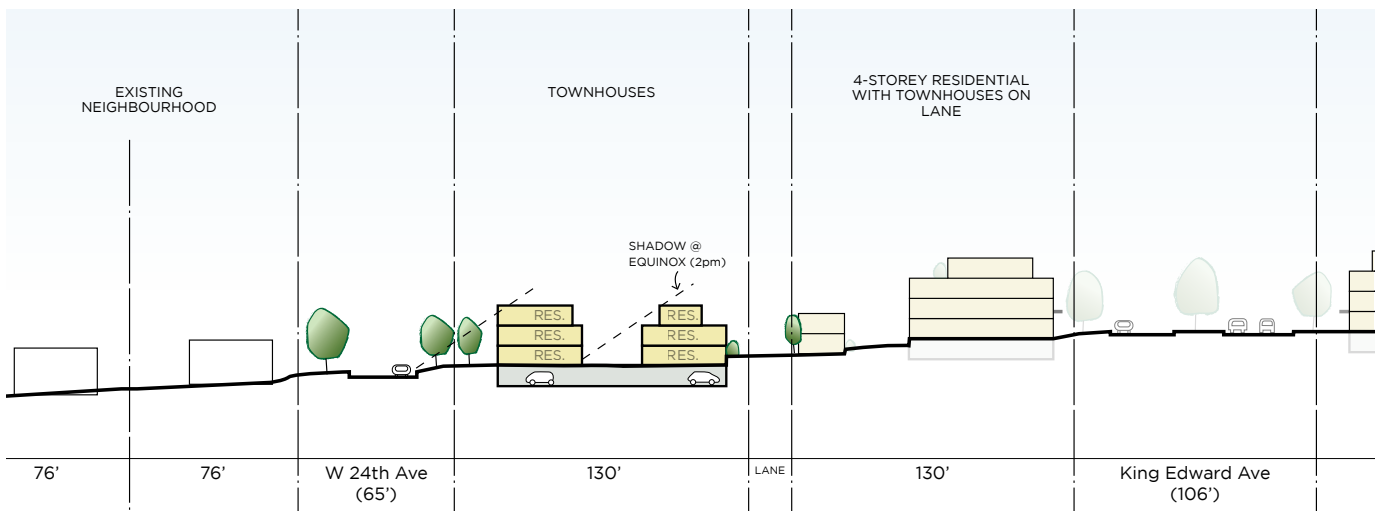 EXISTING
NEIGHBOURHOOD
TOWNHOUSES
4-STOREY RESIDENTIAL
WITH TOWNHOUSES ON
LANE
SHADOW @
EQUINOX (2pm)
RES.
RES.
RES.
RES.
RES.
RES.
76’
76’
W 24th Ave
(65’)
130’
LANE
130’
King Edward Ave
(106’)